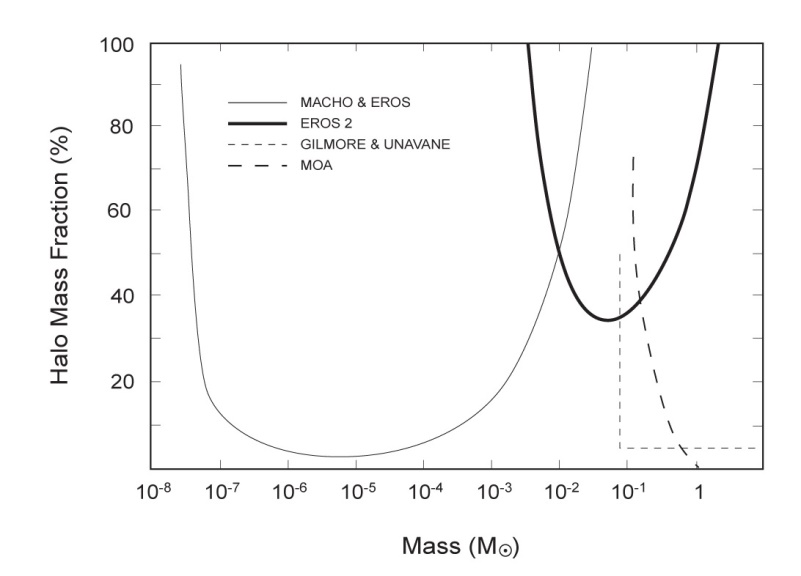 100
80
60
40
20
Halo Mass Fraction (%)
MACHO & EROS
EROS 2
GILMORE & UNAVANE
MOA
10⁻⁸ 10⁻⁷ 10⁻⁶ 10⁻⁵ 10⁻⁴ 10⁻³ 10⁻² 10⁻¹ 1
Mass (M☉)